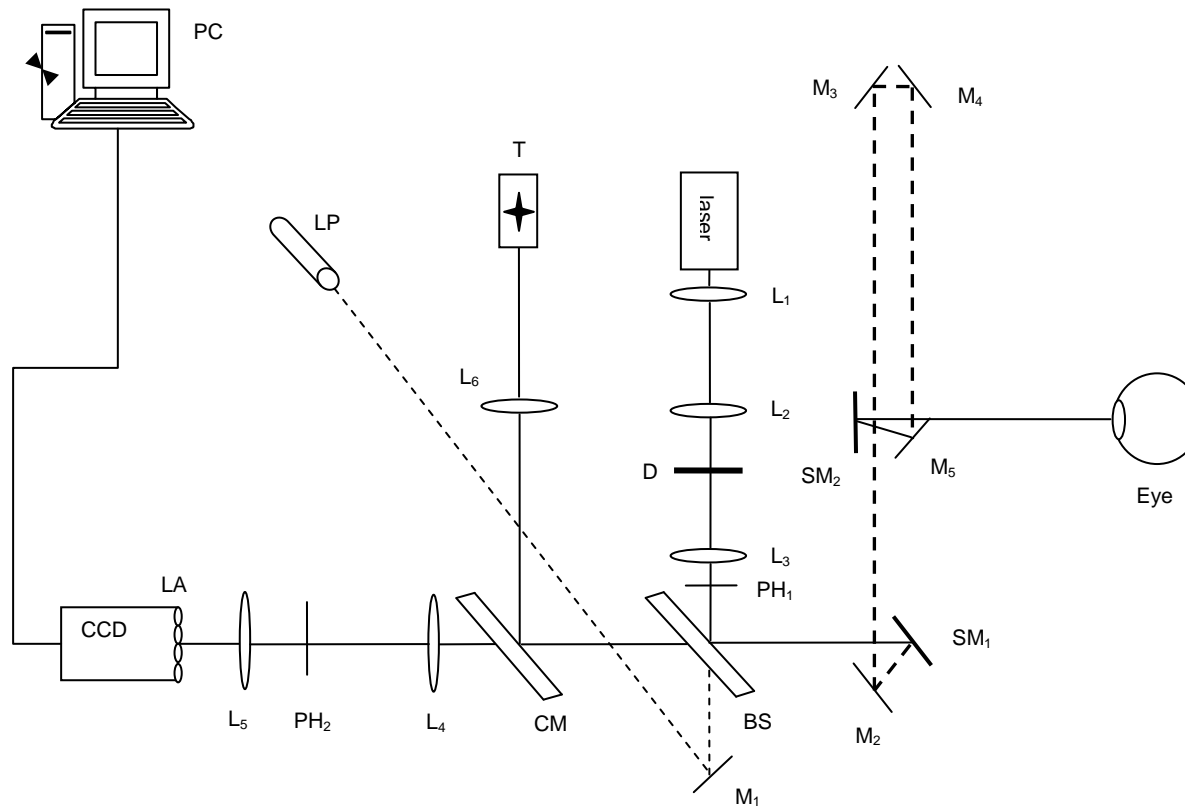 PC
M₃
M₄
T
laser
LP
L₁
L₆
L₂
D
SM₂
M₅
Eye
L₃
LA
PH₁
CCD
SM₁
L₅
PH₂
L₄
CM
BS
M₂
M₁